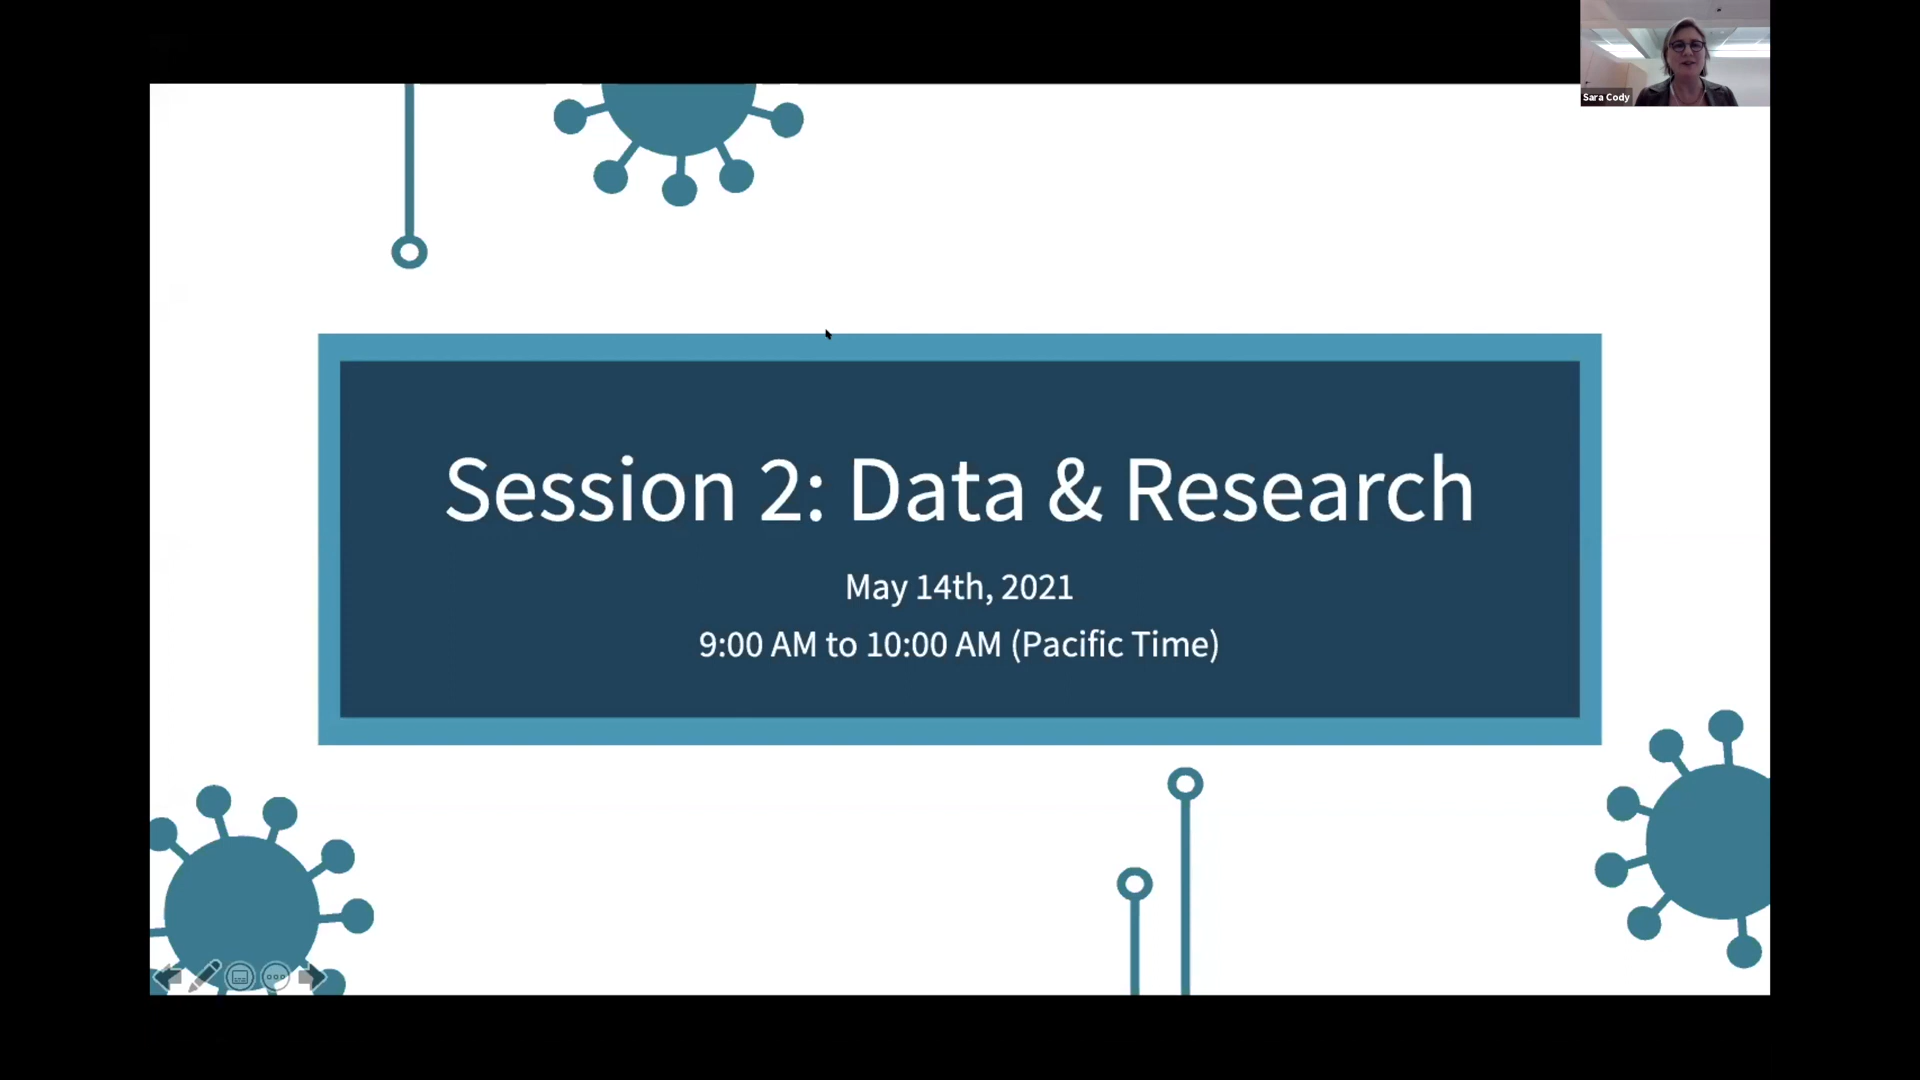 Sara Cody
Session 2: Data & Research
May 14th, 2021
9:00 AM to 10:00 AM (Pacific Time)